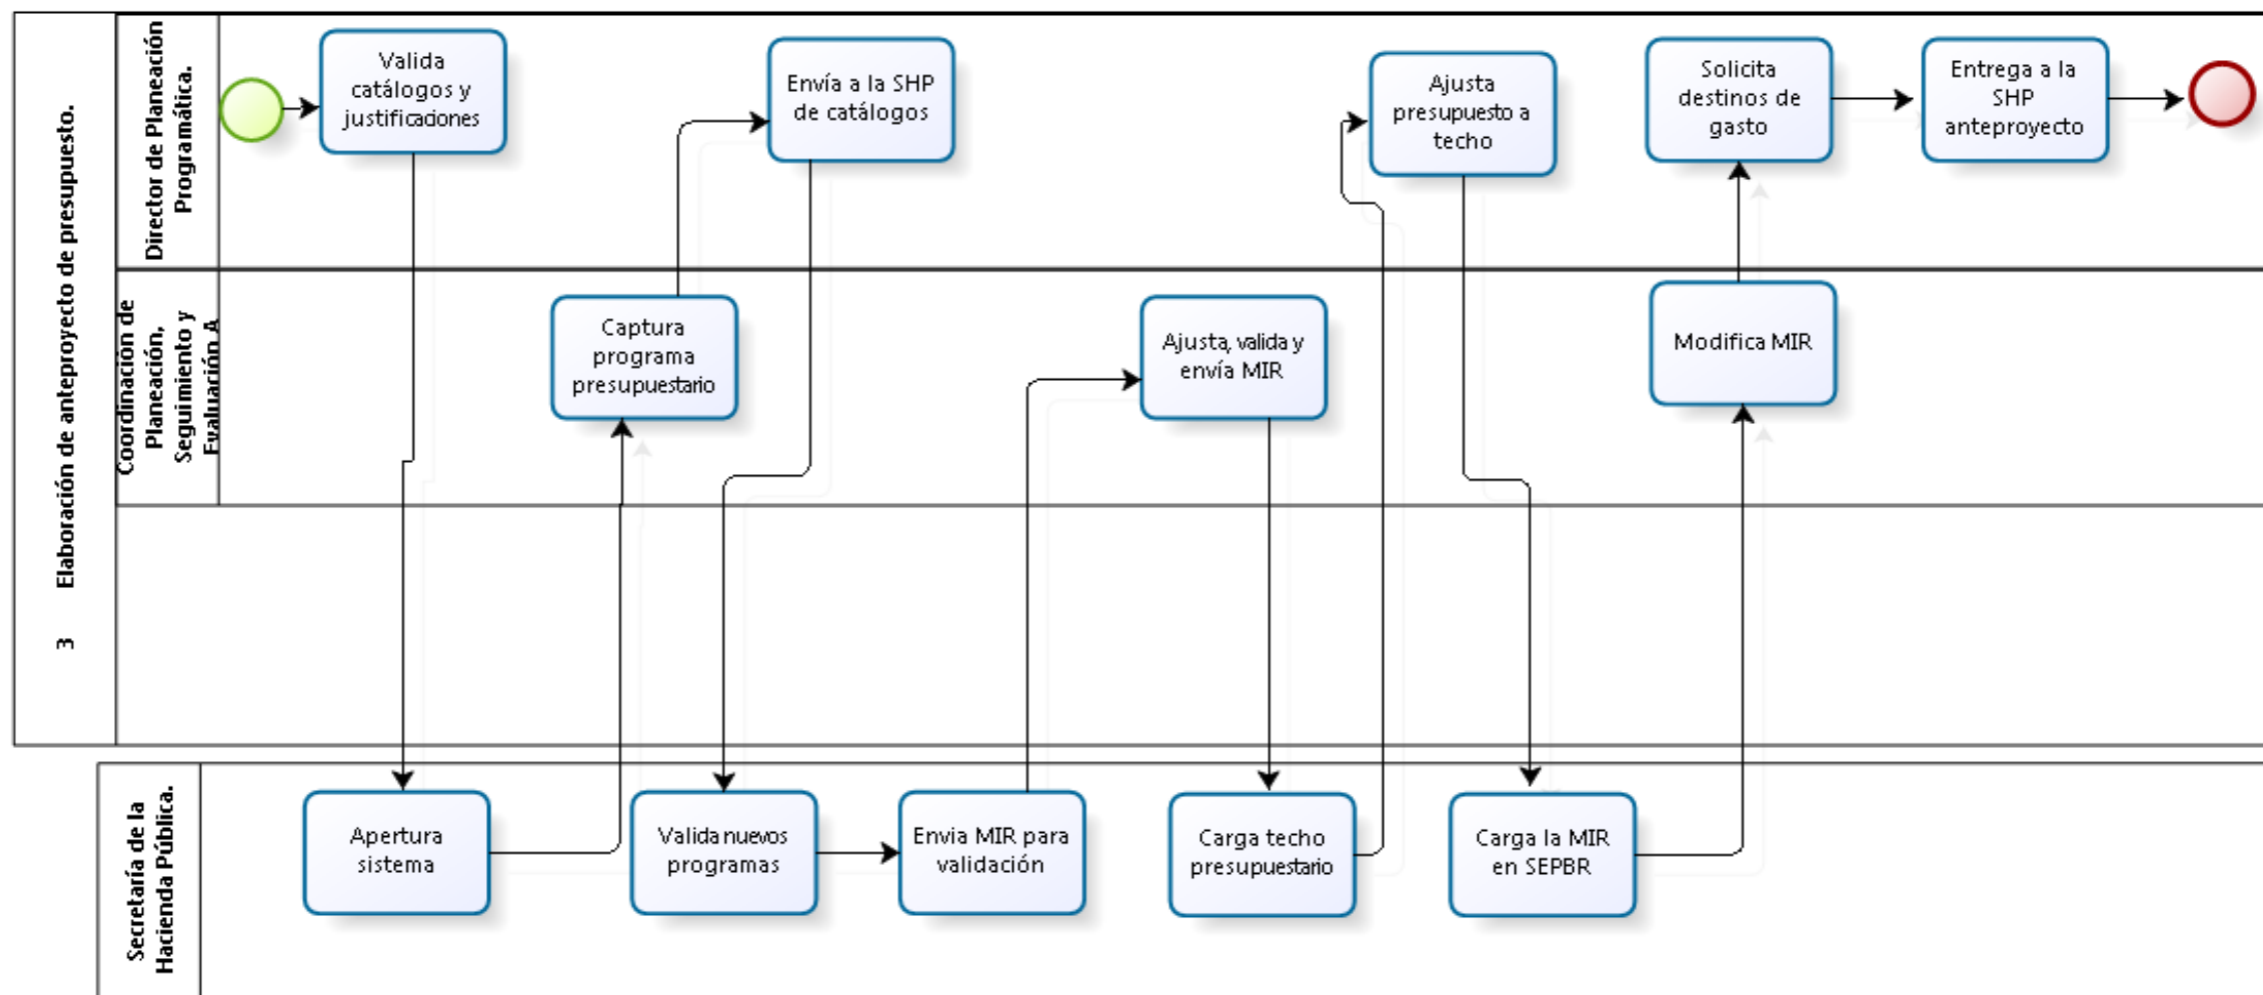 3 Elaboración de anteproyecto de presupuesto.
Director de Planeación
Programática.
Valida
catálogos y
justificaciones
Envía a la SHP
de catálogos
Ajusta
presupuesto a
techo
Solicita
destinos de
gasto
Entrega a la
SHP
anteproyecto
Coordinación de
Planeación,
Seguimiento y
Evaluación A
Captura
programa
presupuestario
Ajusta, valida y
envía MIR
Modifica MIR
Secretaría de la
Hacienda Pública.
Apertura
sistema
Valida nuevos
programas
Envia MIR para
validación
Carga techo
presupuestario
Carga la MIR
en SEPBR